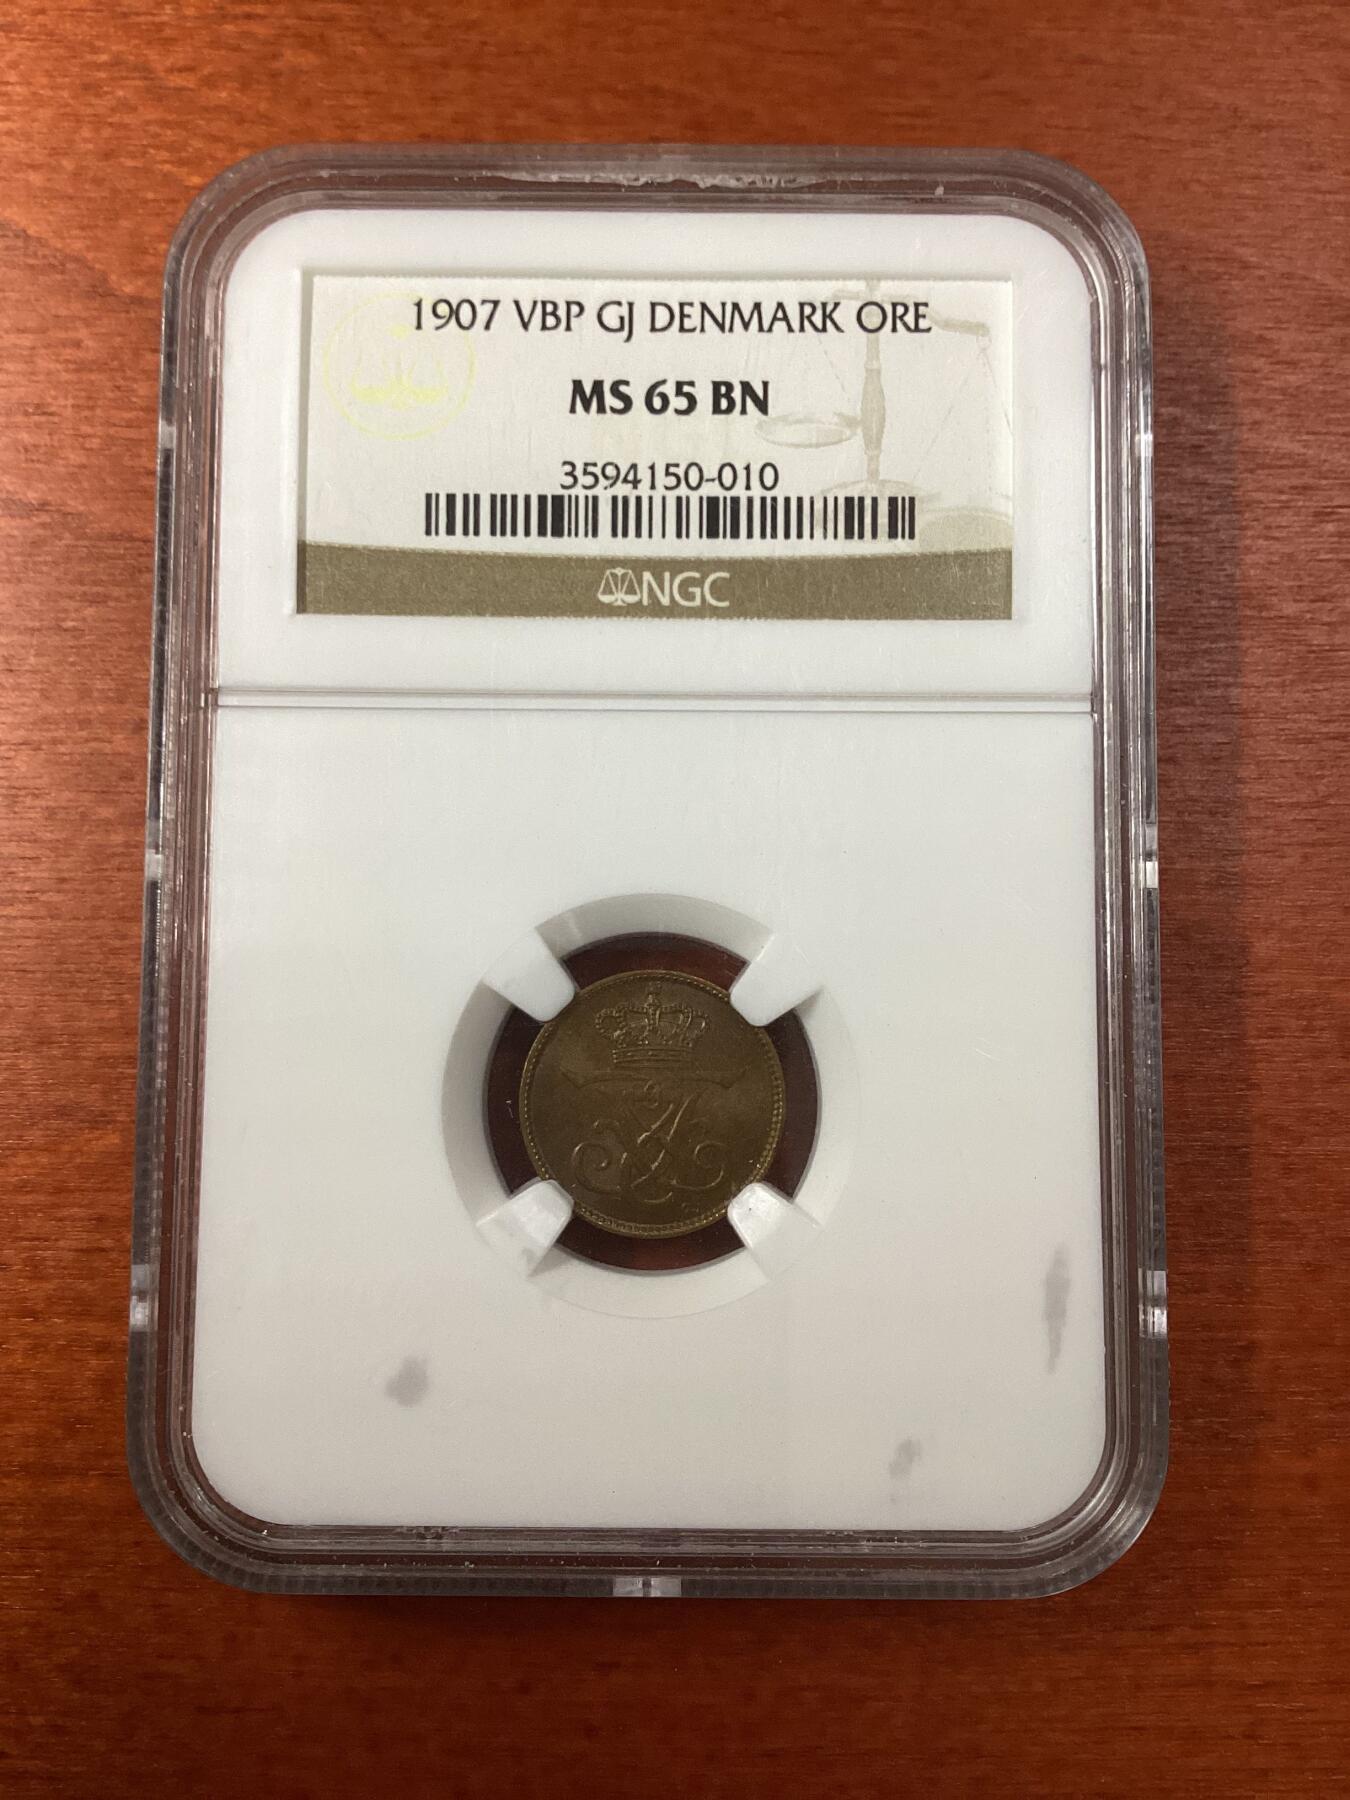 1907 VBP GJ DENMARK ORE
MS 65 BN
3594150-010
NGC